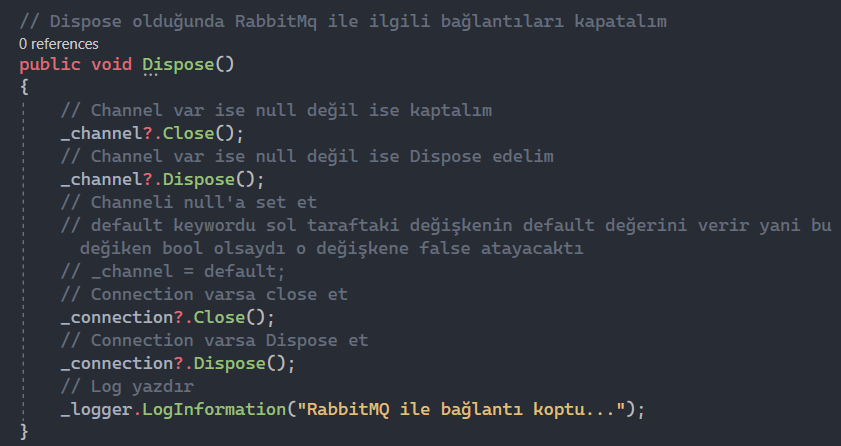 // Dispose olduğunda RabbitMq ile ilgili bağlantıları kapatalım
0 references
public void Dispose()
{
// Channel var ise null değil ise kaptalım
_channel?.Close();
// Channel var ise null değil ise Dispose edelim
_channel?.Dispose();
// Channeli null'a set et
// default keywordu sol taraftaki değişkenin default değerini verir yani bu
değiken bool olsaydı o değişkene false atayacaktı
// _channel = default;
// Connection varsa close et
_connection?.Close();
// Connection varsa Dispose et
_connection?.Dispose();
// Log yazdır
_logger.LogInformation("RabbitMQ ile bağlantı koptu...");
}